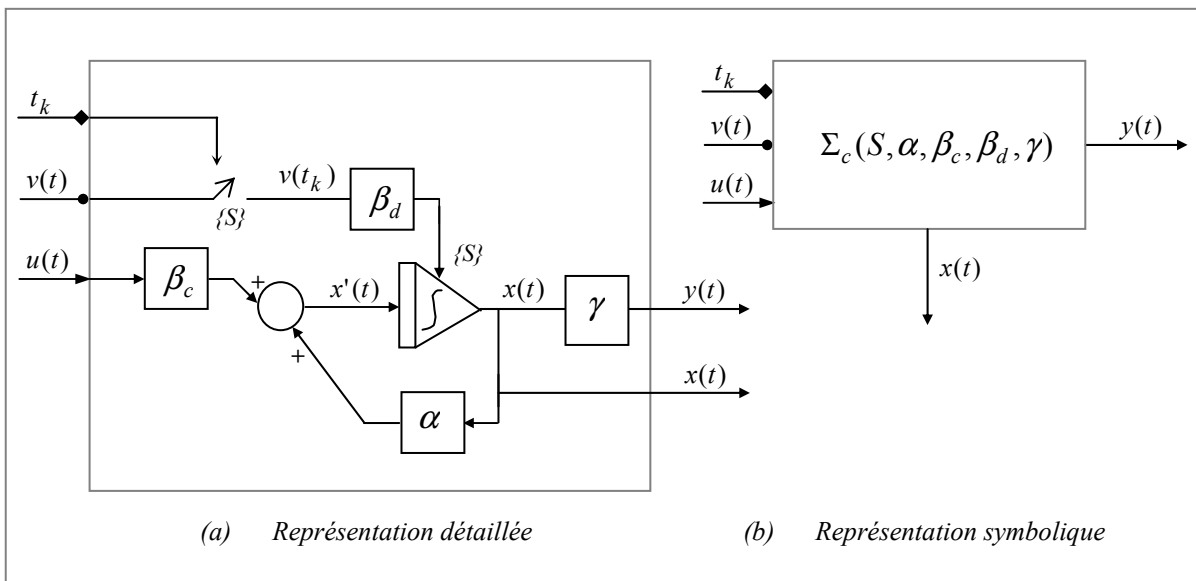 t_k
v(t)
{S}
v(t_k)
β_d
{S}
u(t)
β_c
+
x'(t)
x(t)
γ
y(t)
+
α
x(t)
(a) Représentation détaillée
t_k
v(t)
u(t)
Σ_c(S, α, β_c, β_d, γ)
y(t)
x(t)
(b) Représentation symbolique